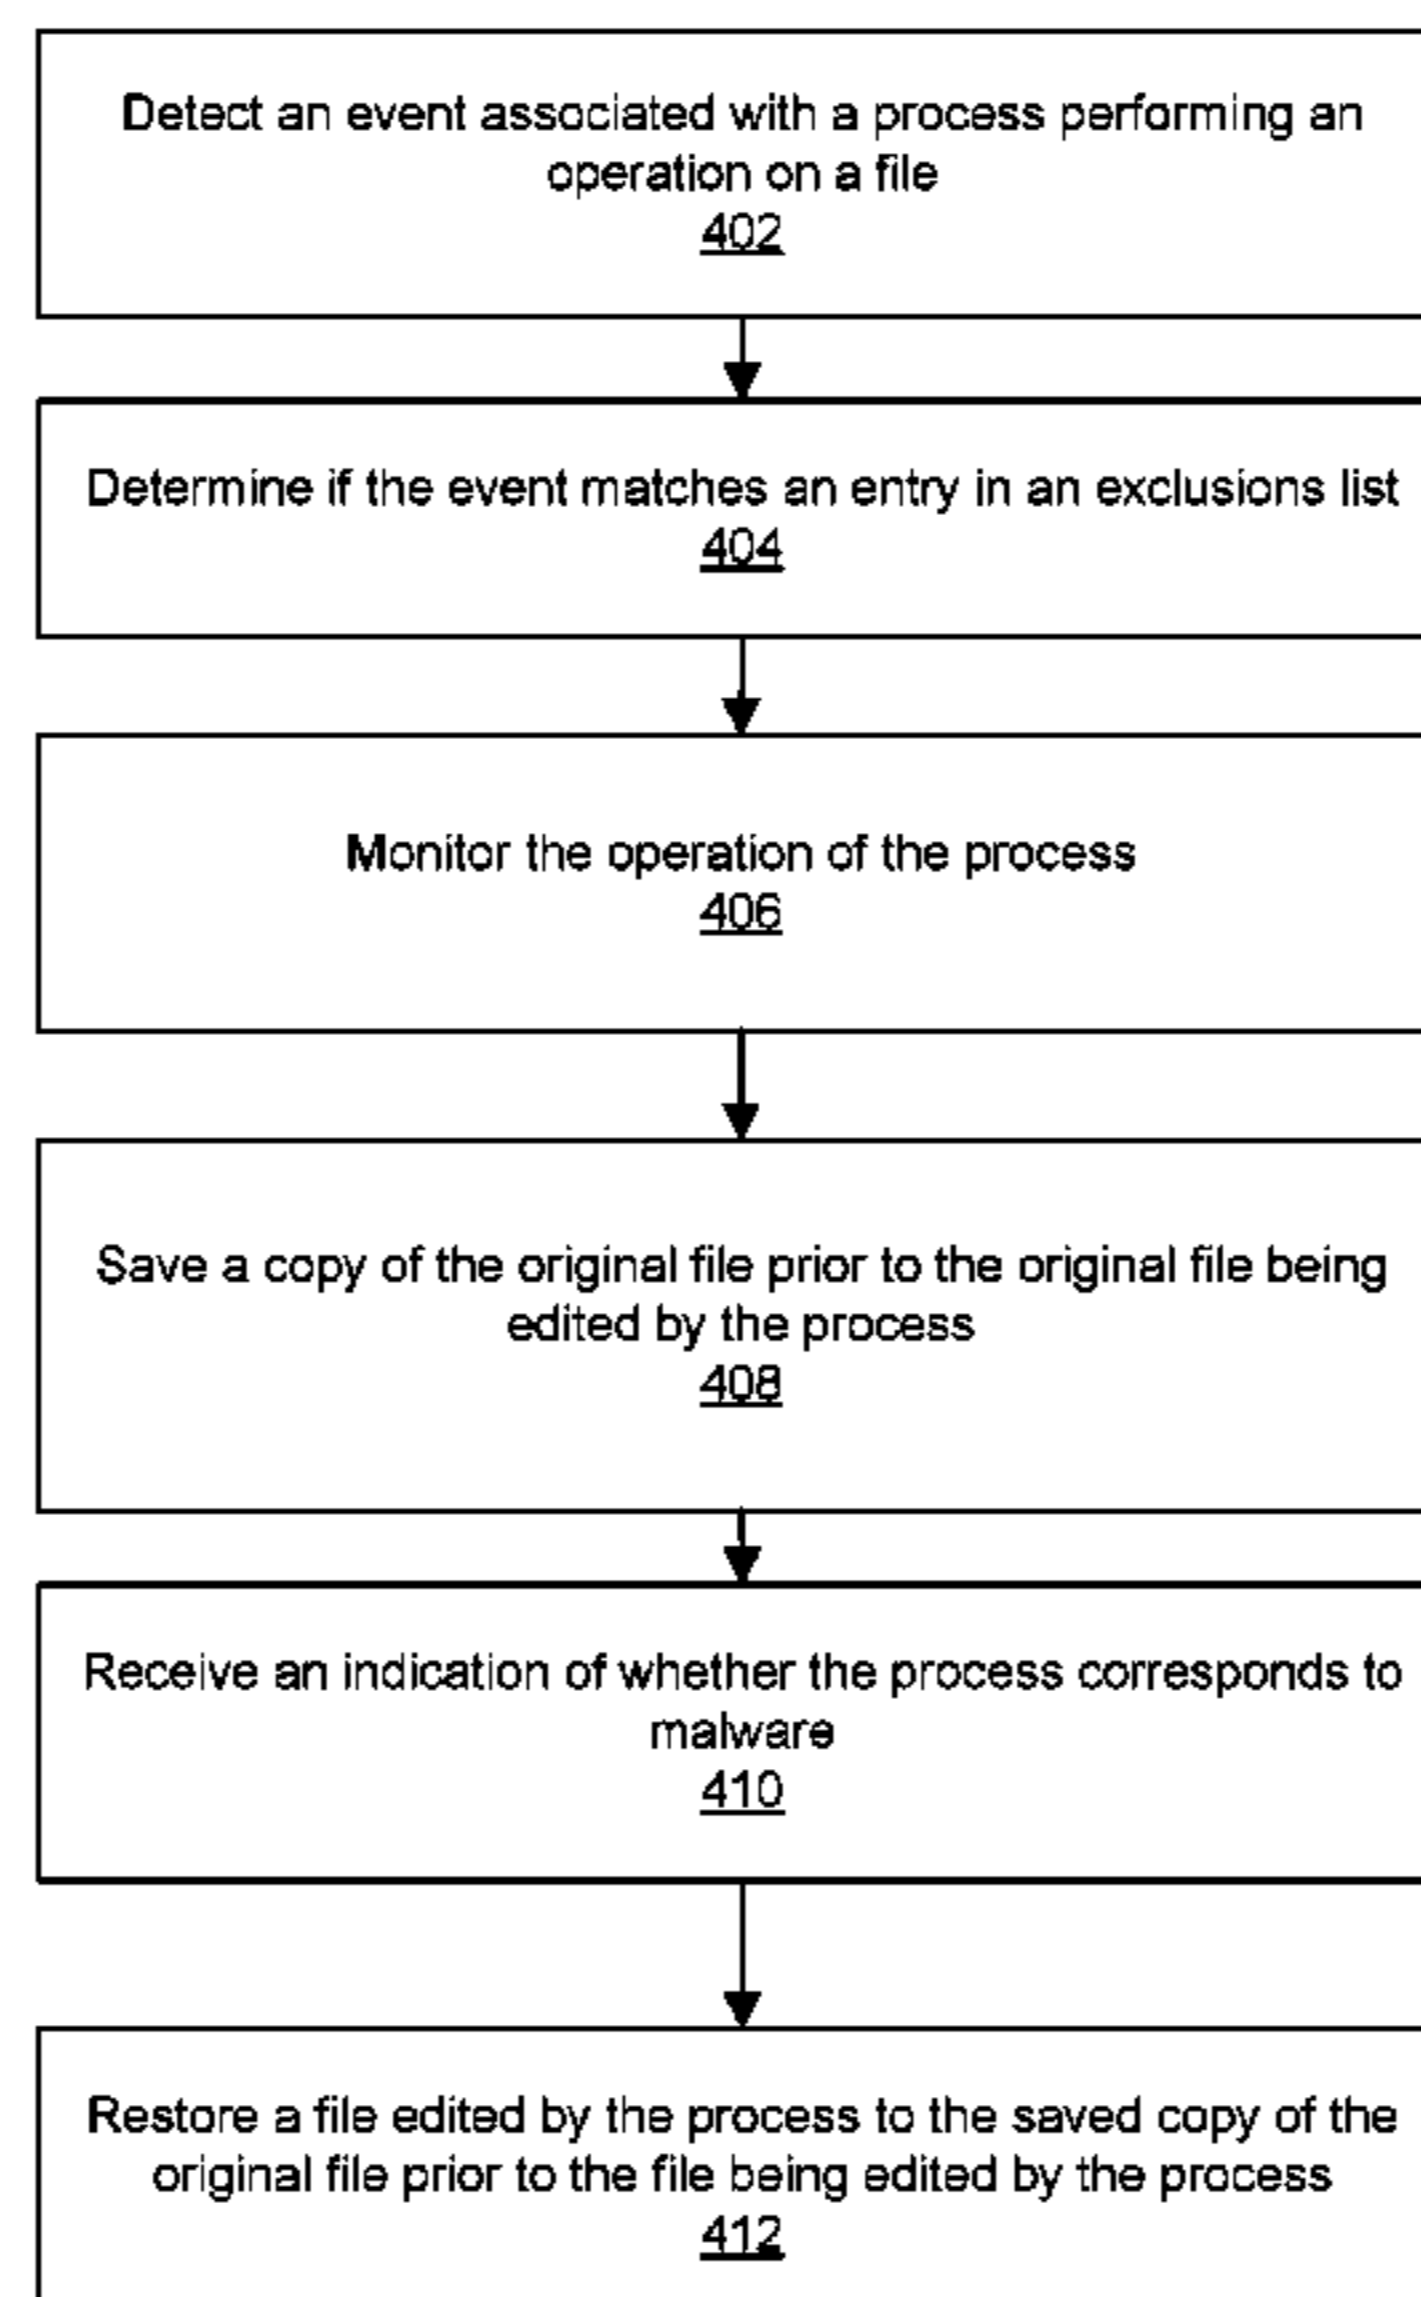 Detect an event associated with a process performing an
operation on a file
402
Determine if the event matches an entry in an exclusions list
404
Monitor the operation of the process
406
Save a copy of the original file prior to the original file being
edited by the process
408
Receive an indication of whether the process corresponds to
malware
410
Restore a file edited by the process to the saved copy of the
original file prior to the file being edited by the process
412